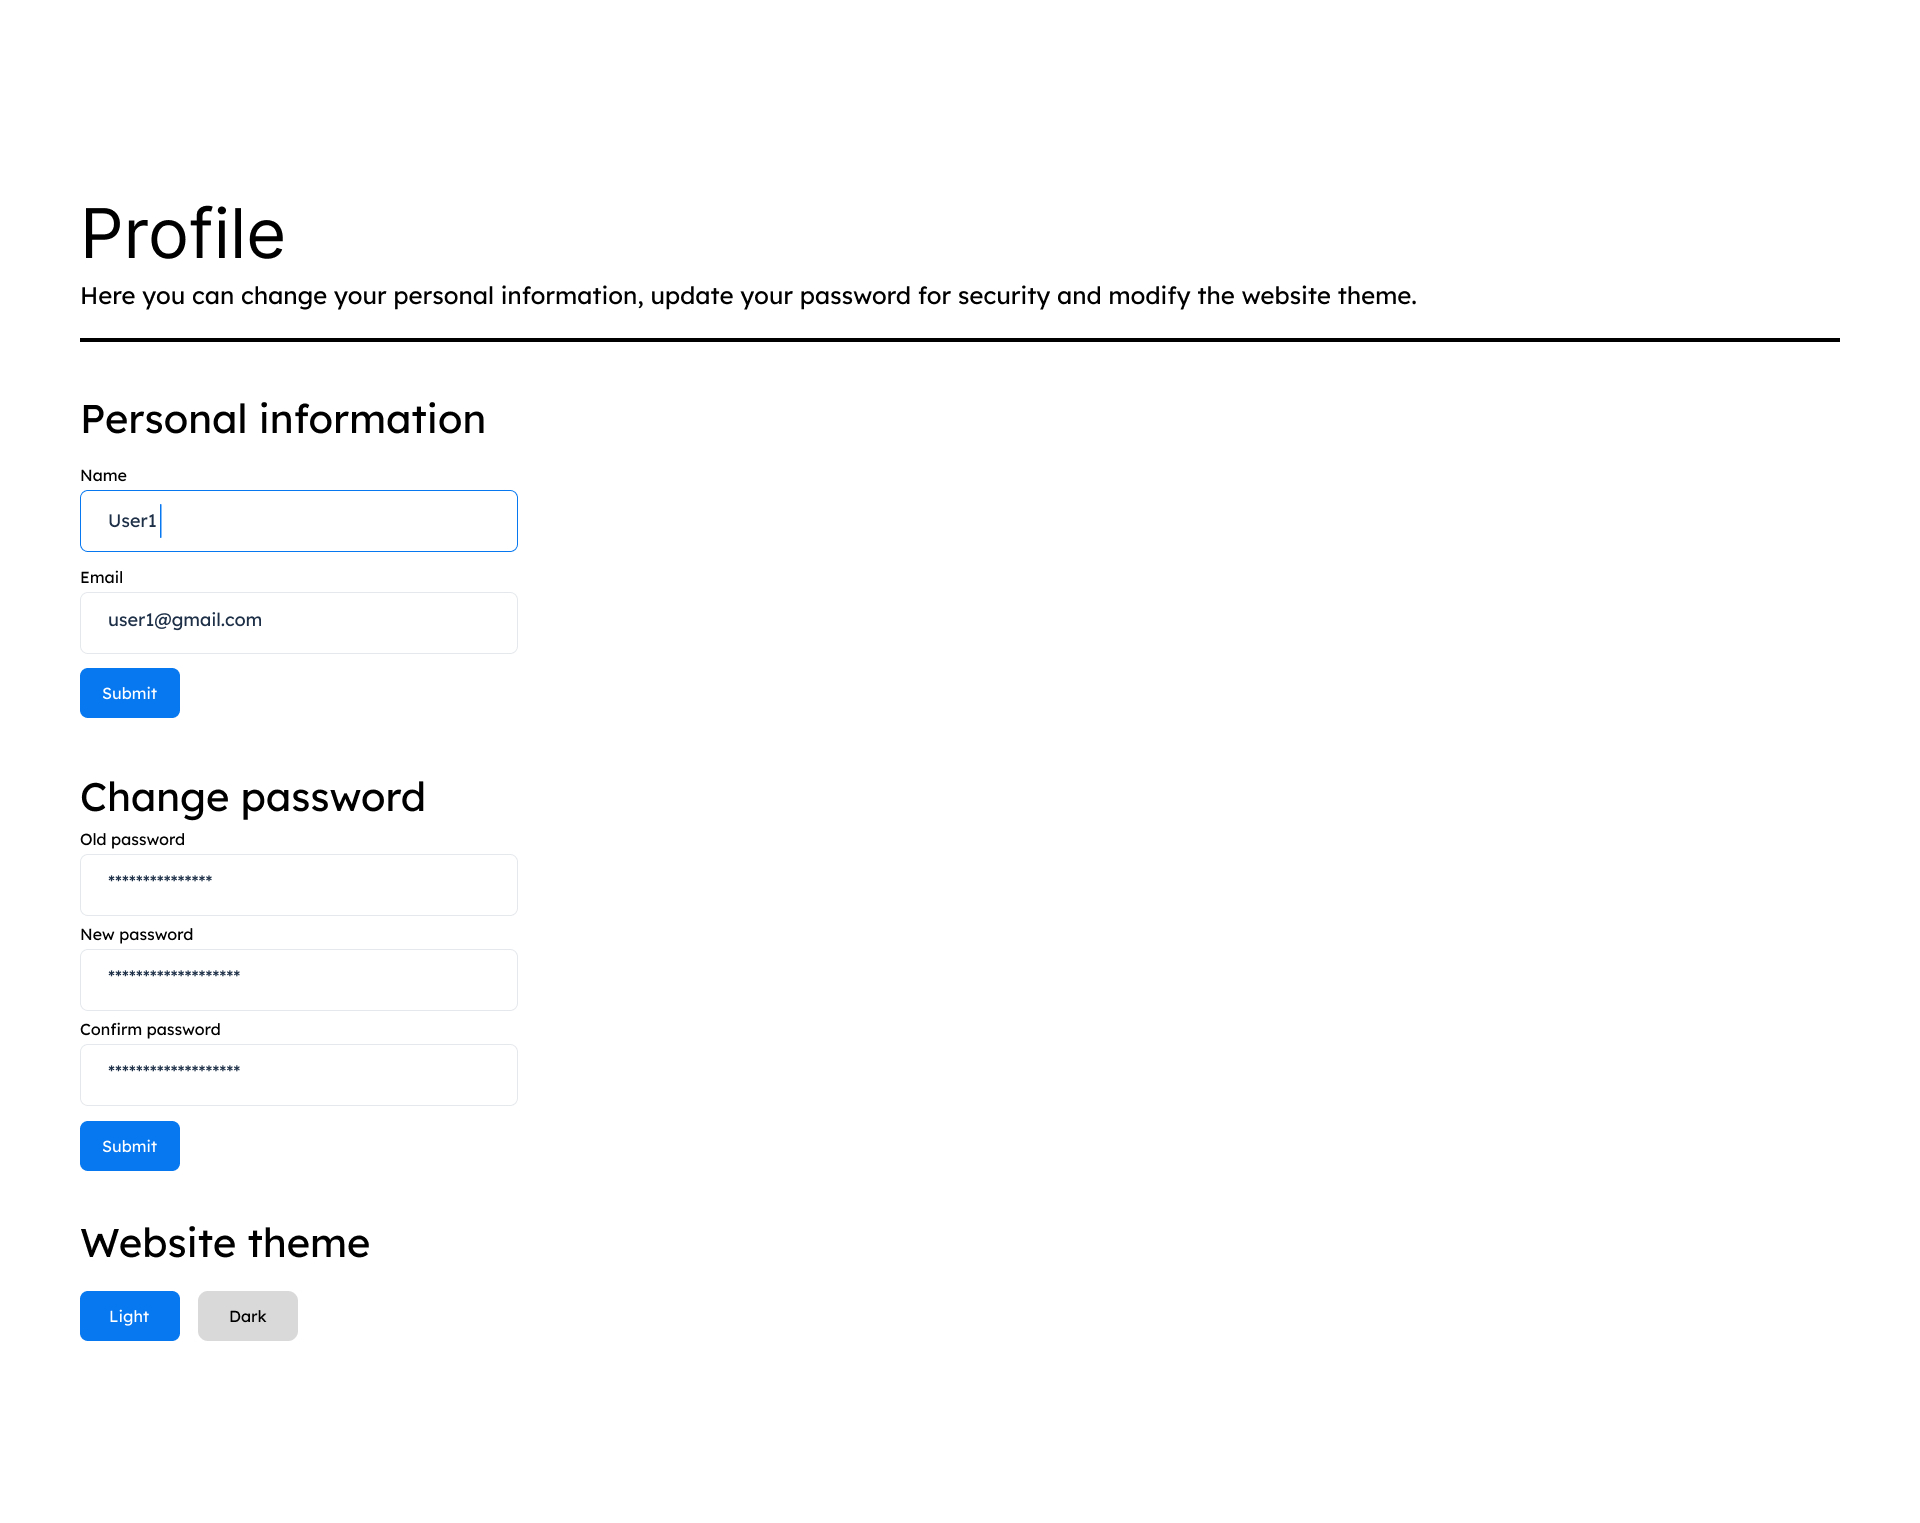 Profile
Here you can change your personal information, update your password for security and modify the website theme.
Personal information
Name
User1
Email
user1@gmail.com
Submit
Change password
Old password
***************
New password
*******************
Confirm password
*******************
Submit
Website theme
Light Dark